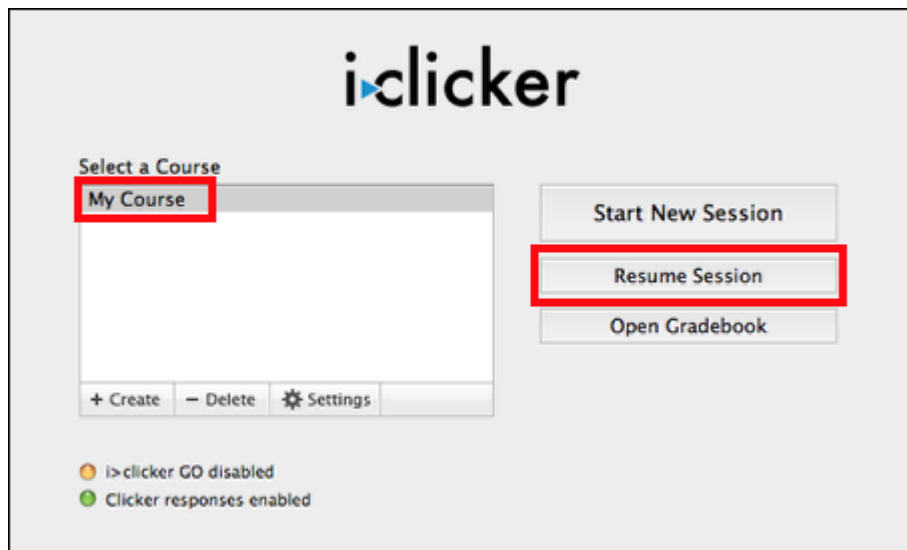 i▸clicker
Select a Course
My Course
Start New Session
Resume Session
Open Gradebook
+ Create
− Delete
Settings
i>clicker GO disabled
Clicker responses enabled